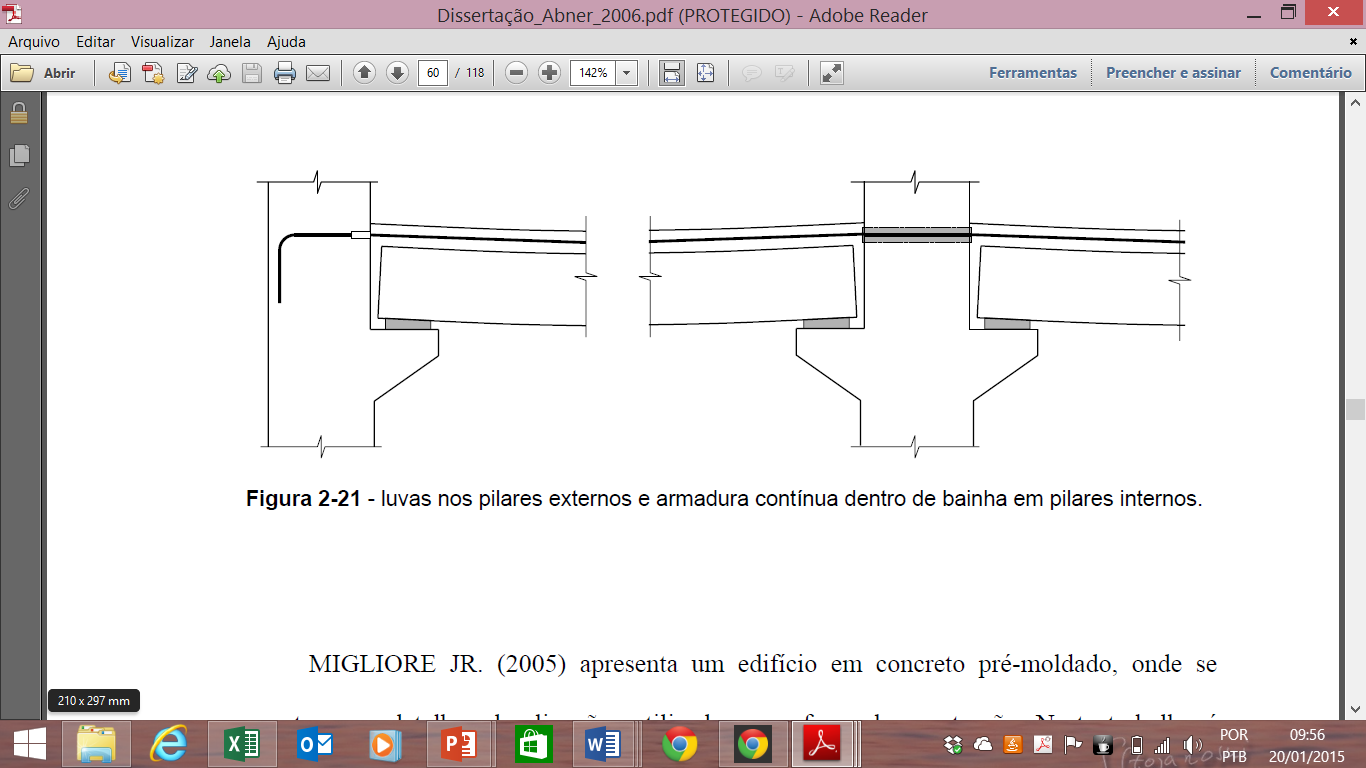 Dissertação_Abner_2006.pdf (PROTEGIDO) - Adobe Reader
Arquivo Editar Visualizar Janela Ajuda
Abrir 60 / 118 142% Ferramentas Preencher e assinar Comentário
Figura 2-21 - luvas nos pilares externos e armadura contínua dentro de bainha em pilares internos.
MIGLIORE JR. (2005) apresenta um edifício em concreto pré-moldado, onde se
210 x 297 mm
POR 09:56
PTB 20/01/2015